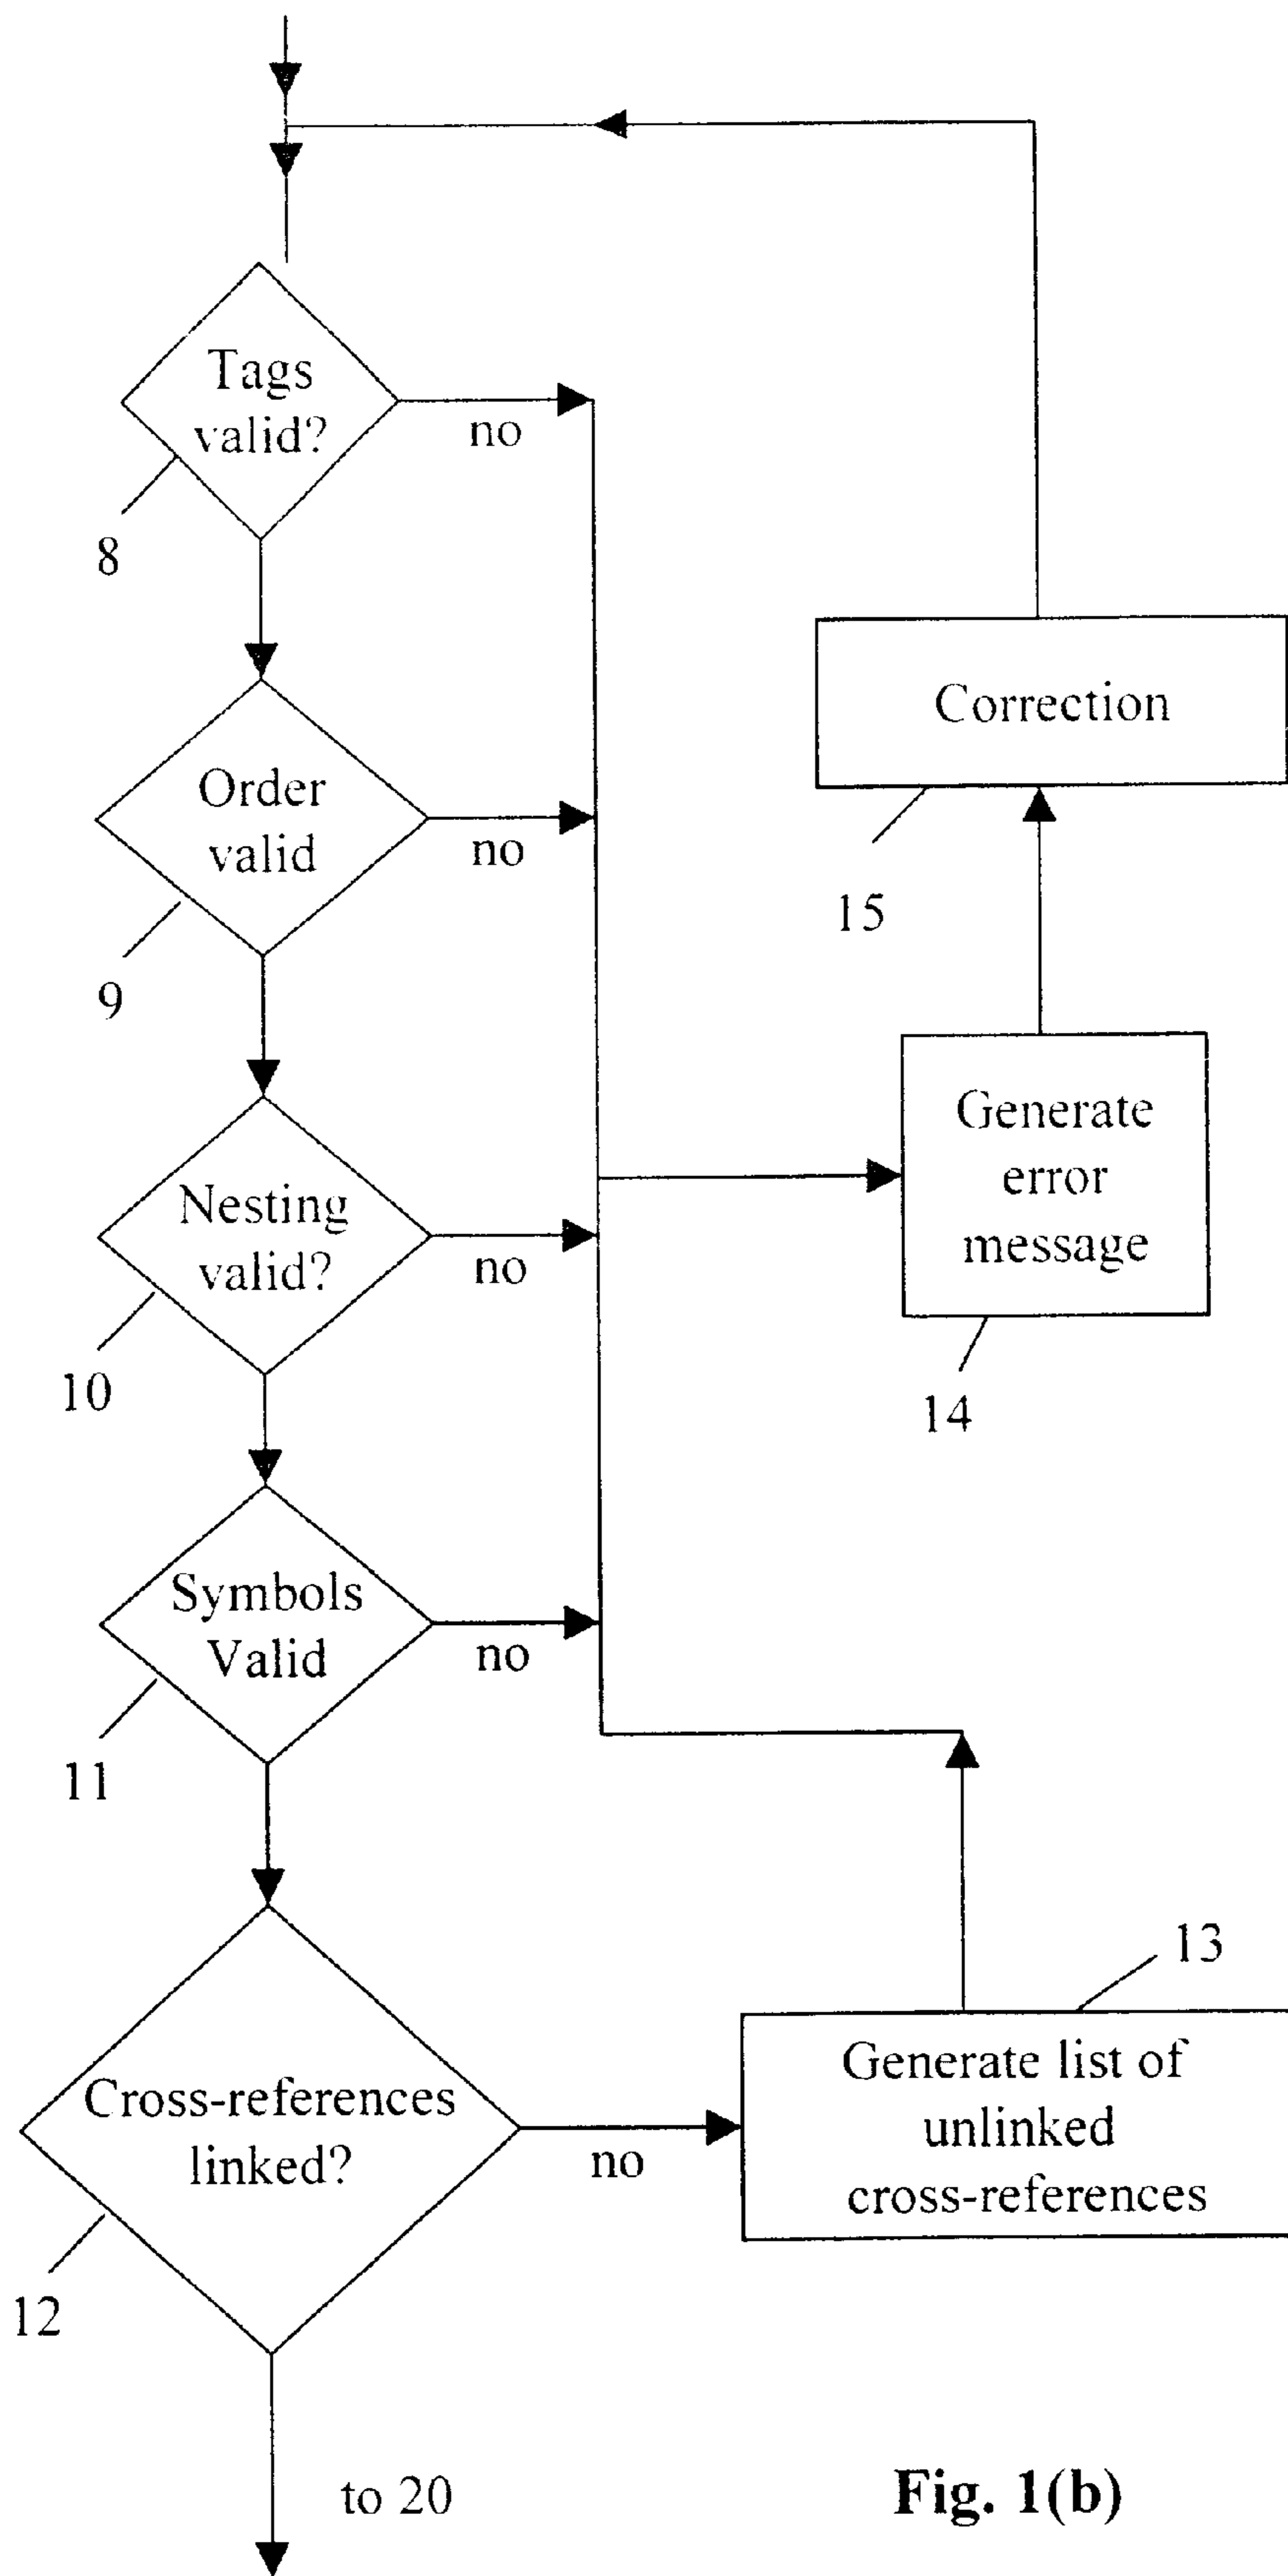 Tags
valid?
no
8
Correction
Order
valid
no
15
9
Generate
error
message
Nesting
valid?
no
10
14
Symbols
Valid
no
11
13
Generate list of
unlinked
cross-references
Cross-references
linked?
no
12
to 20
Fig. 1(b)